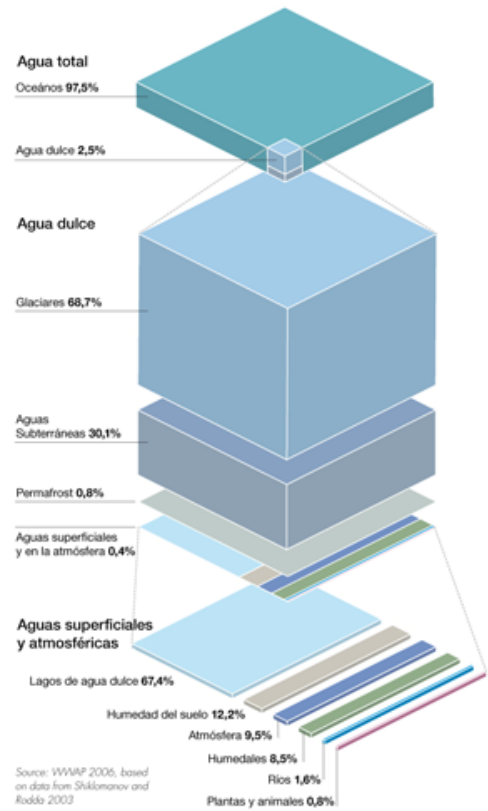 Agua total
Oceános 97,5%
Agua dulce 2,5%
Agua dulce
Glaciares 68,7%
Aguas
Subterráneas 30,1%
Permafrost 0,8%
Aguas superficiales
y en la atmósfera 0,4%
Aguas superficiales
y atmosféricas
Lagos de agua dulce 67,4%
Humedad del suelo 12,2%
Atmósfera 9,5%
Humedales 8,5%
Ríos 1,6%
Plantas y animales 0,8%
Source: WWAP 2006, based
on data from Shiklomanov and
Rodda 2003